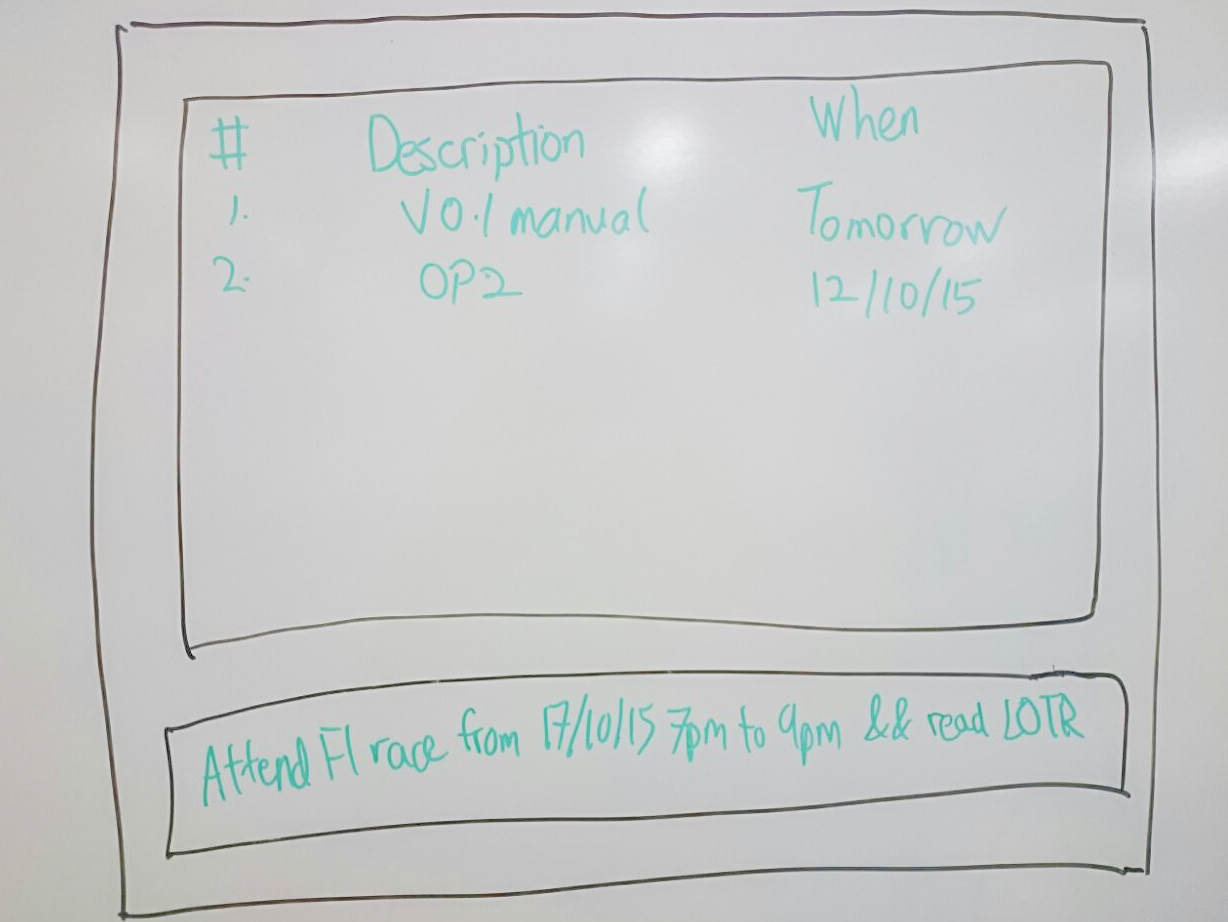 # Description When
1. V0.1 manual Tomorrow
2. OP2 12/10/15
Attend F1 race from 17/10/15 7pm to 9pm && read LOTR